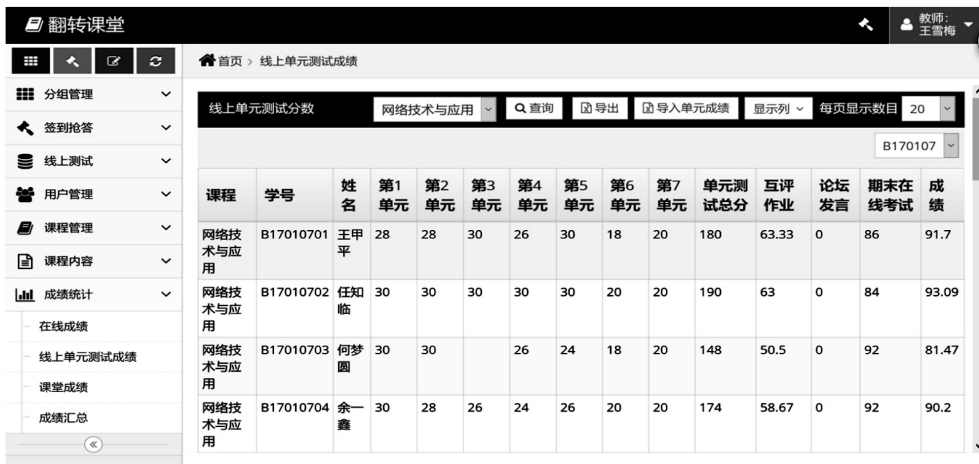 翻转课堂
教师:
王雪梅
首页 > 线上单元测试成绩
分组管理
签到抢答
线上测试
用户管理
课程管理
课程内容
成绩统计
在线成绩
线上单元测试成绩
课堂成绩
成绩汇总
线上单元测试分数 网络技术与应用 查询 导出 导入单元成绩 显示列 每页显示数目 20
B170107
课程 学号 姓名 第1单元 第2单元 第3单元 第4单元 第5单元 第6单元 第7单元 单元测试总分 互评作业 论坛发言 期末在线考试 成绩
网络技术与应用 B17010701 王甲平 28 28 30 26 30 18 20 180 63.33 0 86 91.7
网络技术与应用 B17010702 任知临 30 30 30 30 30 20 20 190 63 0 84 93.09
网络技术与应用 B17010703 何梦圆 30 30 26 24 18 20 148 50.5 0 92 81.47
网络技术与应用 B17010704 余一鑫 30 28 26 24 26 20 20 174 58.67 0 92 90.2